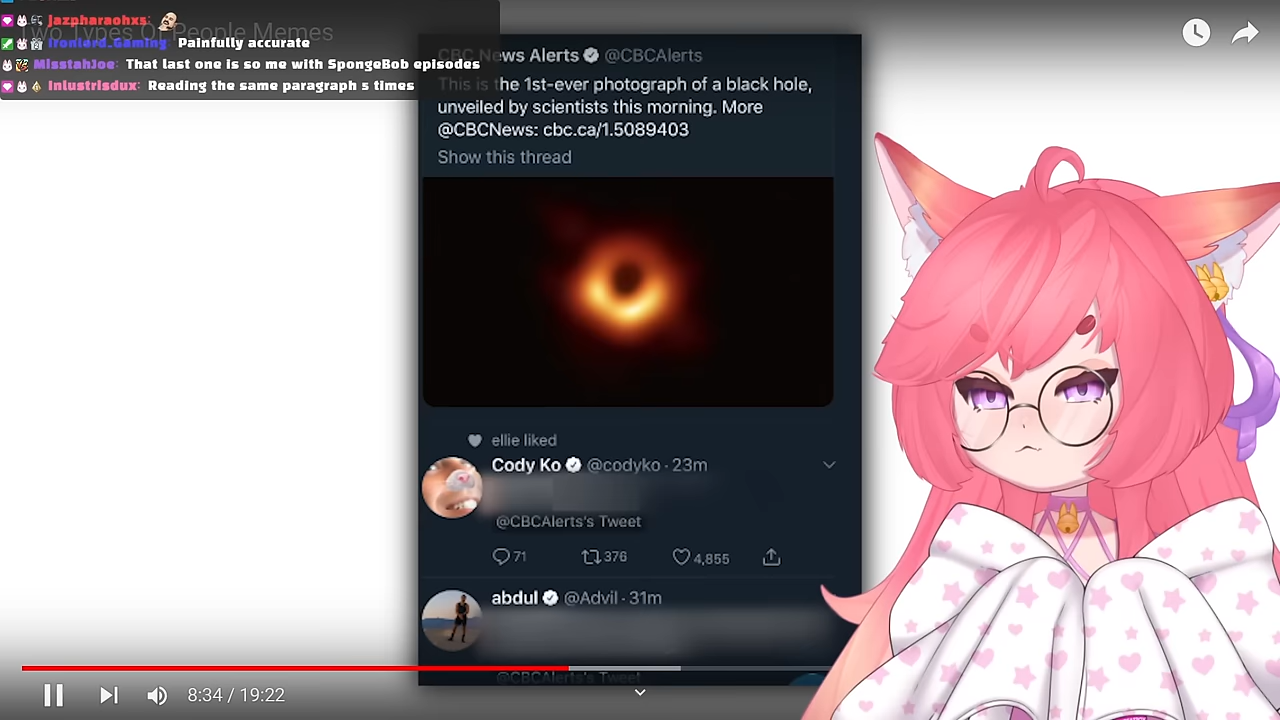 Two Types Of People Memes
Jazpharaohxs:
Ironlord_Gaming: Painfully accurate
MisstahJoe: That last one is so me with SpongeBob episodes
Inlustrisdux: Reading the same paragraph 5 times
CBC News Alerts @CBCAlerts
This is the 1st-ever photograph of a black hole,
unveiled by scientists this morning. More
@CBCNews: cbc.ca/1.5089403
Show this thread
ellie liked
Cody Ko @codyko · 23m
@CBCAlerts's Tweet
71 376 4,855
abdul @Advil · 31m
@CBCAlerts's Tweet
8:34 / 19:22